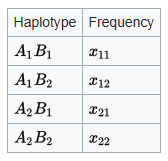 Haplotype Frequency
A₁B₁ x₁₁
A₁B₂ x₁₂
A₂B₁ x₂₁
A₂B₂ x₂₂